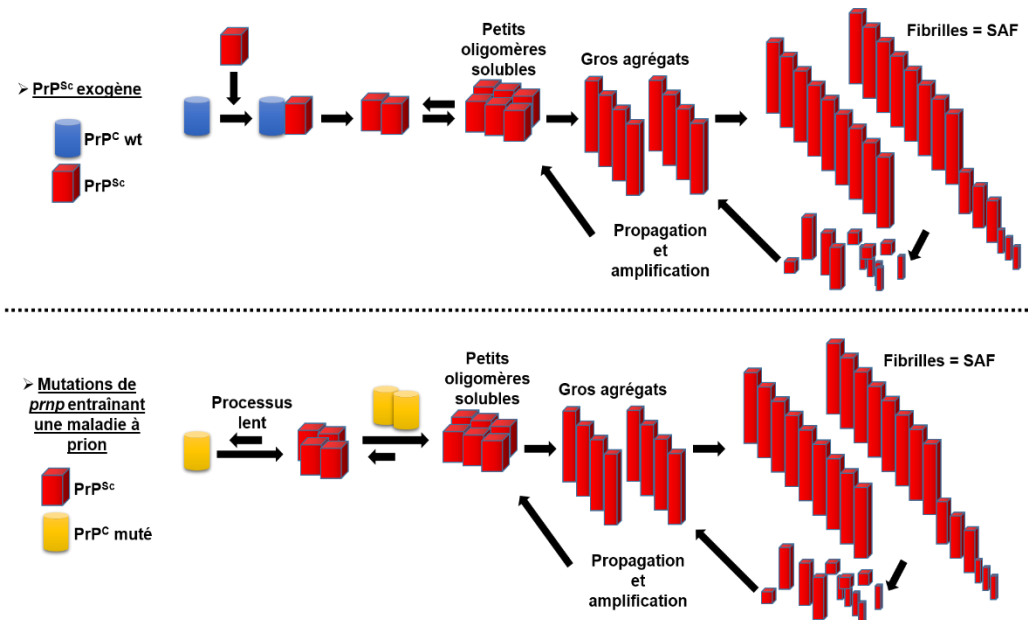 ➢ PrPSc exogène
PrPC wt
PrPSc
Petits
oligomères
solubles
Gros agrégats
Fibrilles = SAF
Propagation
et
amplification
➢ Mutations de
prnp entraînant
une maladie à
prion
PrPSc
PrPC muté
Processus
lent
Petits
oligomères
solubles
Gros agrégats
Fibrilles = SAF
Propagation
et
amplification